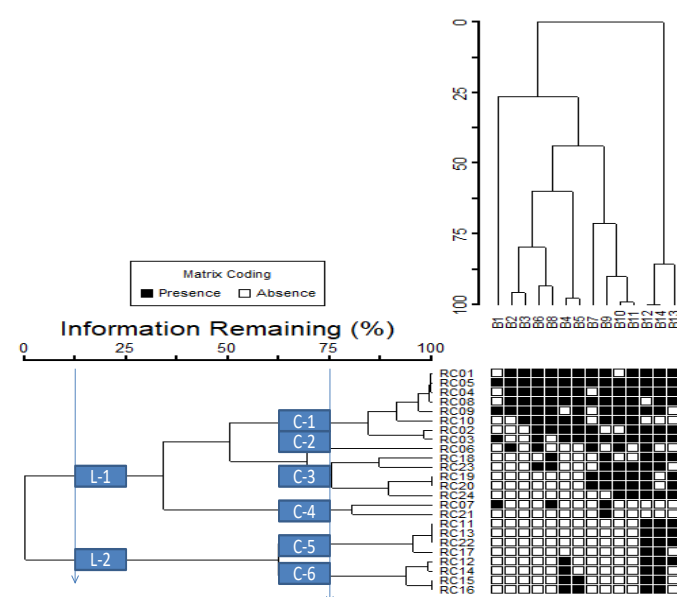 0
25
50
75
100
B1 B2 B3 B6 B8 B4 B5 B7 B9 B10 B11 B12 B14 B13
Matrix Coding
Presence Absence
Information Remaining (%)
0 25 50 75 100
RC01
RC05
RC04
RC08
RC09
RC10
RC02
RC03
RC06
RC18
RC23
RC19
RC20
RC24
RC07
RC21
RC11
RC13
RC22
RC17
RC12
RC14
RC15
RC16
C-1
C-2
L-1
C-3
C-4
C-5
L-2
C-6